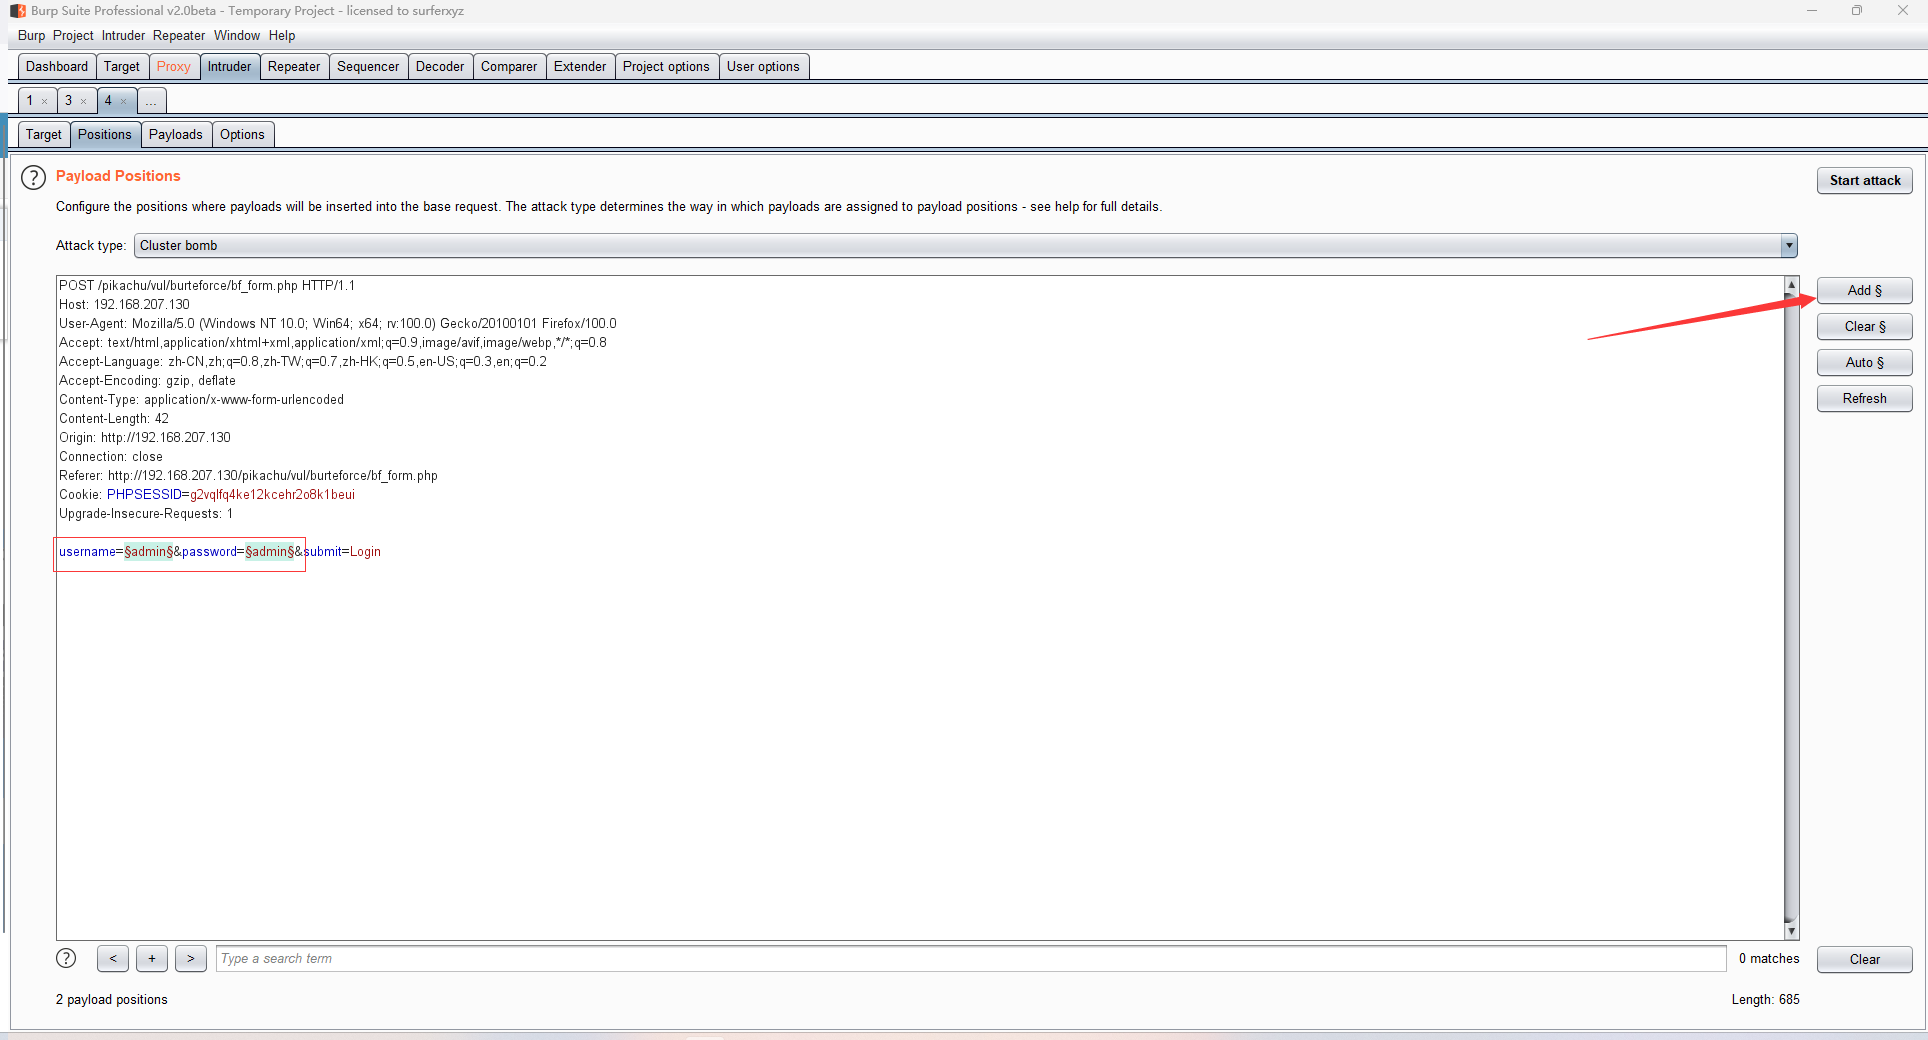 Burp Suite Professional v2.0beta - Temporary Project - licensed to surferxyz
Burp Project Intruder Repeater Window Help
Dashboard Target Proxy Intruder Repeater Sequencer Decoder Comparer Extender Project options User options
1 × 3 × 4 × ...
Target Positions Payloads Options
? Payload Positions
Start attack
Configure the positions where payloads will be inserted into the base request. The attack type determines the way in which payloads are assigned to payload positions - see help for full details.
Attack type: Cluster bomb
POST /pikachu/vul/burteforce/bf_form.php HTTP/1.1
Host: 192.168.207.130
User-Agent: Mozilla/5.0 (Windows NT 10.0; Win64; x64; rv:100.0) Gecko/20100101 Firefox/100.0
Accept: text/html,application/xhtml+xml,application/xml;q=0.9,image/avif,image/webp,*/*;q=0.8
Accept-Language: zh-CN,zh;q=0.8,zh-TW;q=0.7,zh-HK;q=0.5,en-US;q=0.3,en;q=0.2
Accept-Encoding: gzip, deflate
Content-Type: application/x-www-form-urlencoded
Content-Length: 42
Origin: http://192.168.207.130
Connection: close
Referer: http://192.168.207.130/pikachu/vul/burteforce/bf_form.php
Cookie: PHPSESSID=g2vqlfq4ke12kcehr2o8k1beui
Upgrade-Insecure-Requests: 1
username=§admin§&password=§admin§&submit=Login
Add §
Clear §
Auto §
Refresh
? < + > Type a search term 0 matches Clear
2 payload positions Length: 685